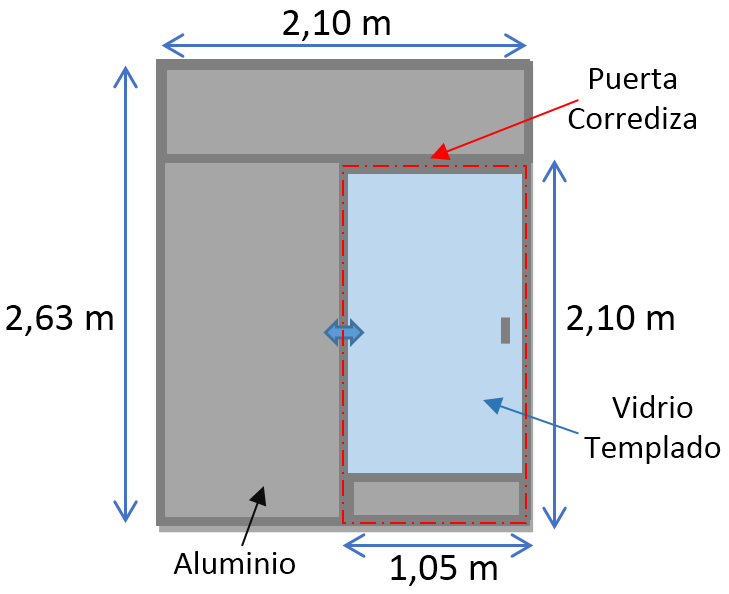 2,10 m
Puerta
Corrediza
2,63 m
2,10 m
Vidrio
Templado
Aluminio
1,05 m